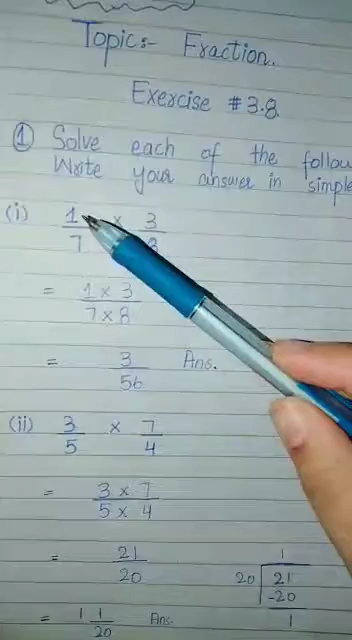 Topic:- Fraction.
Exercise # 3.8
① Solve each of the follow
Write your answer in simple
(i) 1/7 × 3/8
= 1 × 3 / 7 × 8
= 3/56 Ans.
(ii) 3/5 × 7/4
= 3 × 7 / 5 × 4
= 21/20
= 1 1/20 Ans.
1
20 21
-20
1